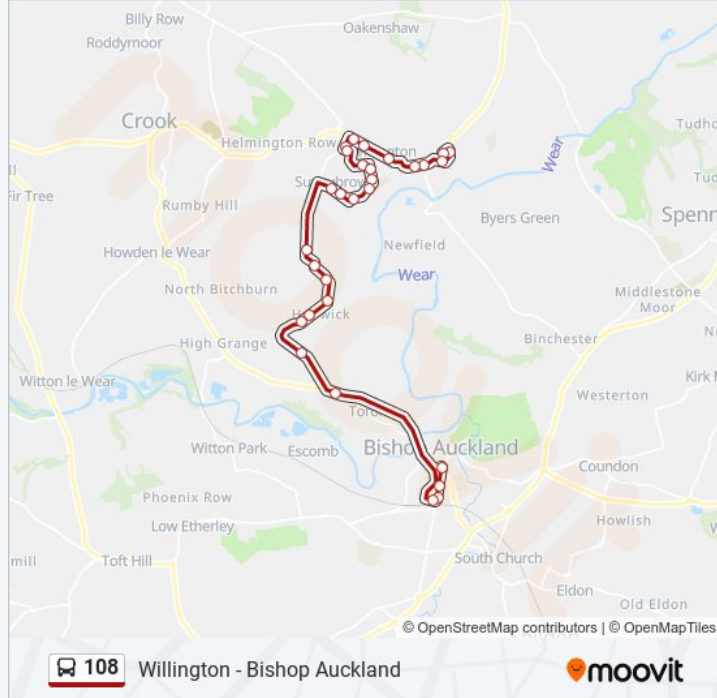 Billy Row
Oakenshaw
Roddymoor
Crook
Tudho
Helmington Row
Wear
Fir Tree
Rumby Hill
Byers Green
Spenn
Howden le Wear
Newfield
Wear
North Bitchburn
Middlestone
Moor
High Grange
Binchester
Witton le Wear
Kirk M
Westerton
Witton Park
Escomb
Bishop Auckland
Coundon
Phoenix Row
Low Etherley
Howlish
mill
Toft Hill
South Church
Eldon
Old Eldon
© OpenStreetMap contributors | © OpenMapTiles
108 Willington - Bishop Auckland
moovit